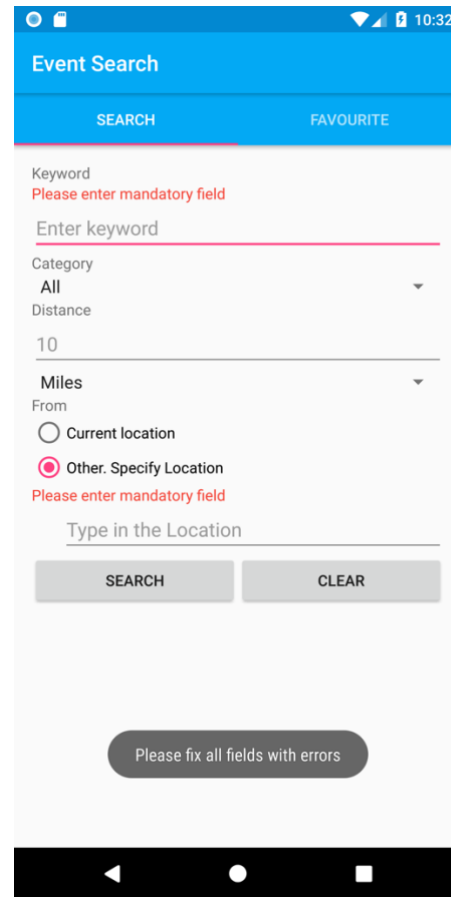 10:32
Event Search
SEARCH FAVOURITE
Keyword
Please enter mandatory field
Enter keyword
Category
All
Distance
10
Miles
From
Current location
Other. Specify Location
Please enter mandatory field
Type in the Location
SEARCH CLEAR
Please fix all fields with errors